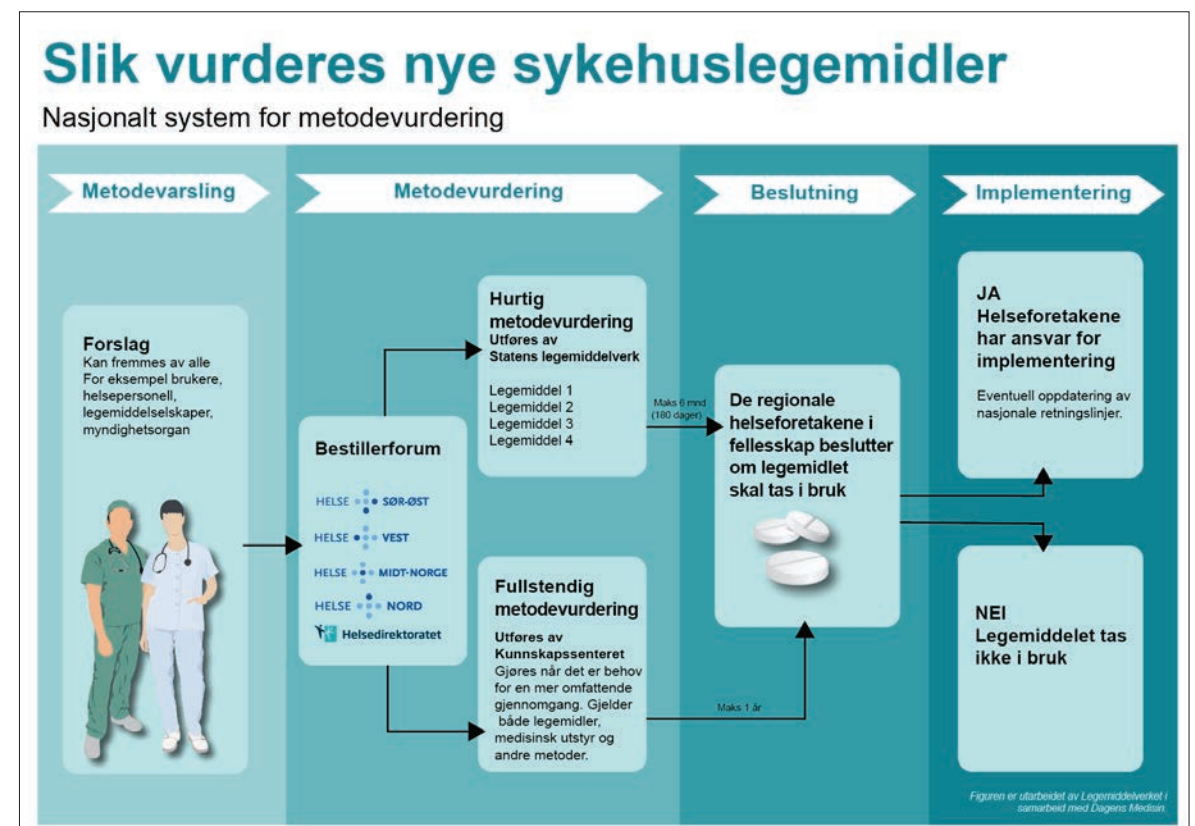 Slik vurderes nye sykehuslegemidler
Nasjonalt system for metodevurdering
Metodevarsling
Metodevurdering
Beslutning
Implementering
Forslag
Kan fremmes av alle
For eksempel brukere,
helsepersonell,
legemiddelselskaper,
myndighetsorgan
Bestillerforum
HELSE SØR-ØST
HELSE VEST
HELSE MIDT-NORGE
HELSE NORD
Helsedirektoratet
Hurtig
metodevurdering
Utføres av
Statens legemiddelverk
Legemiddel 1
Legemiddel 2
Legemiddel 3
Legemiddel 4
Maks 6 mnd
(180 dager)
Fullstendig
metodevurdering
Utføres av
Kunnskapssenteret
Gjøres når det er behov
for en mer omfattende
gjennomgang. Gjelder
både legemidler,
medisinsk utstyr og
andre metoder.
Maks 1 år
De regionale
helseforetakene i
fellesskap beslutter
om legemidlet
skal tas i bruk
JA
Helseforetakene
har ansvar for
implementering
Eventuell oppdatering av
nasjonale retningslinjer.
NEI
Legemiddelet tas
ikke i bruk
Figuren er utarbeidet av Legemiddelverket i
samarbeid med Dagens Medisin.